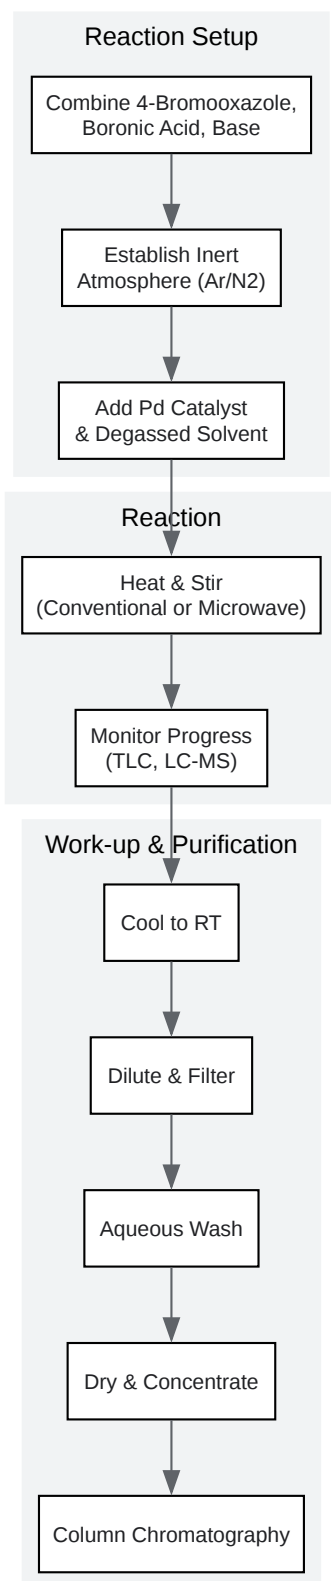 Reaction Setup
Combine 4-Bromooxazole,
Boronic Acid, Base
Establish Inert
Atmosphere (Ar/N2)
Add Pd Catalyst
& Degassed Solvent
Reaction
Heat & Stir
(Conventional or Microwave)
Monitor Progress
(TLC, LC-MS)
Work-up & Purification
Cool to RT
Dilute & Filter
Aqueous Wash
Dry & Concentrate
Column Chromatography